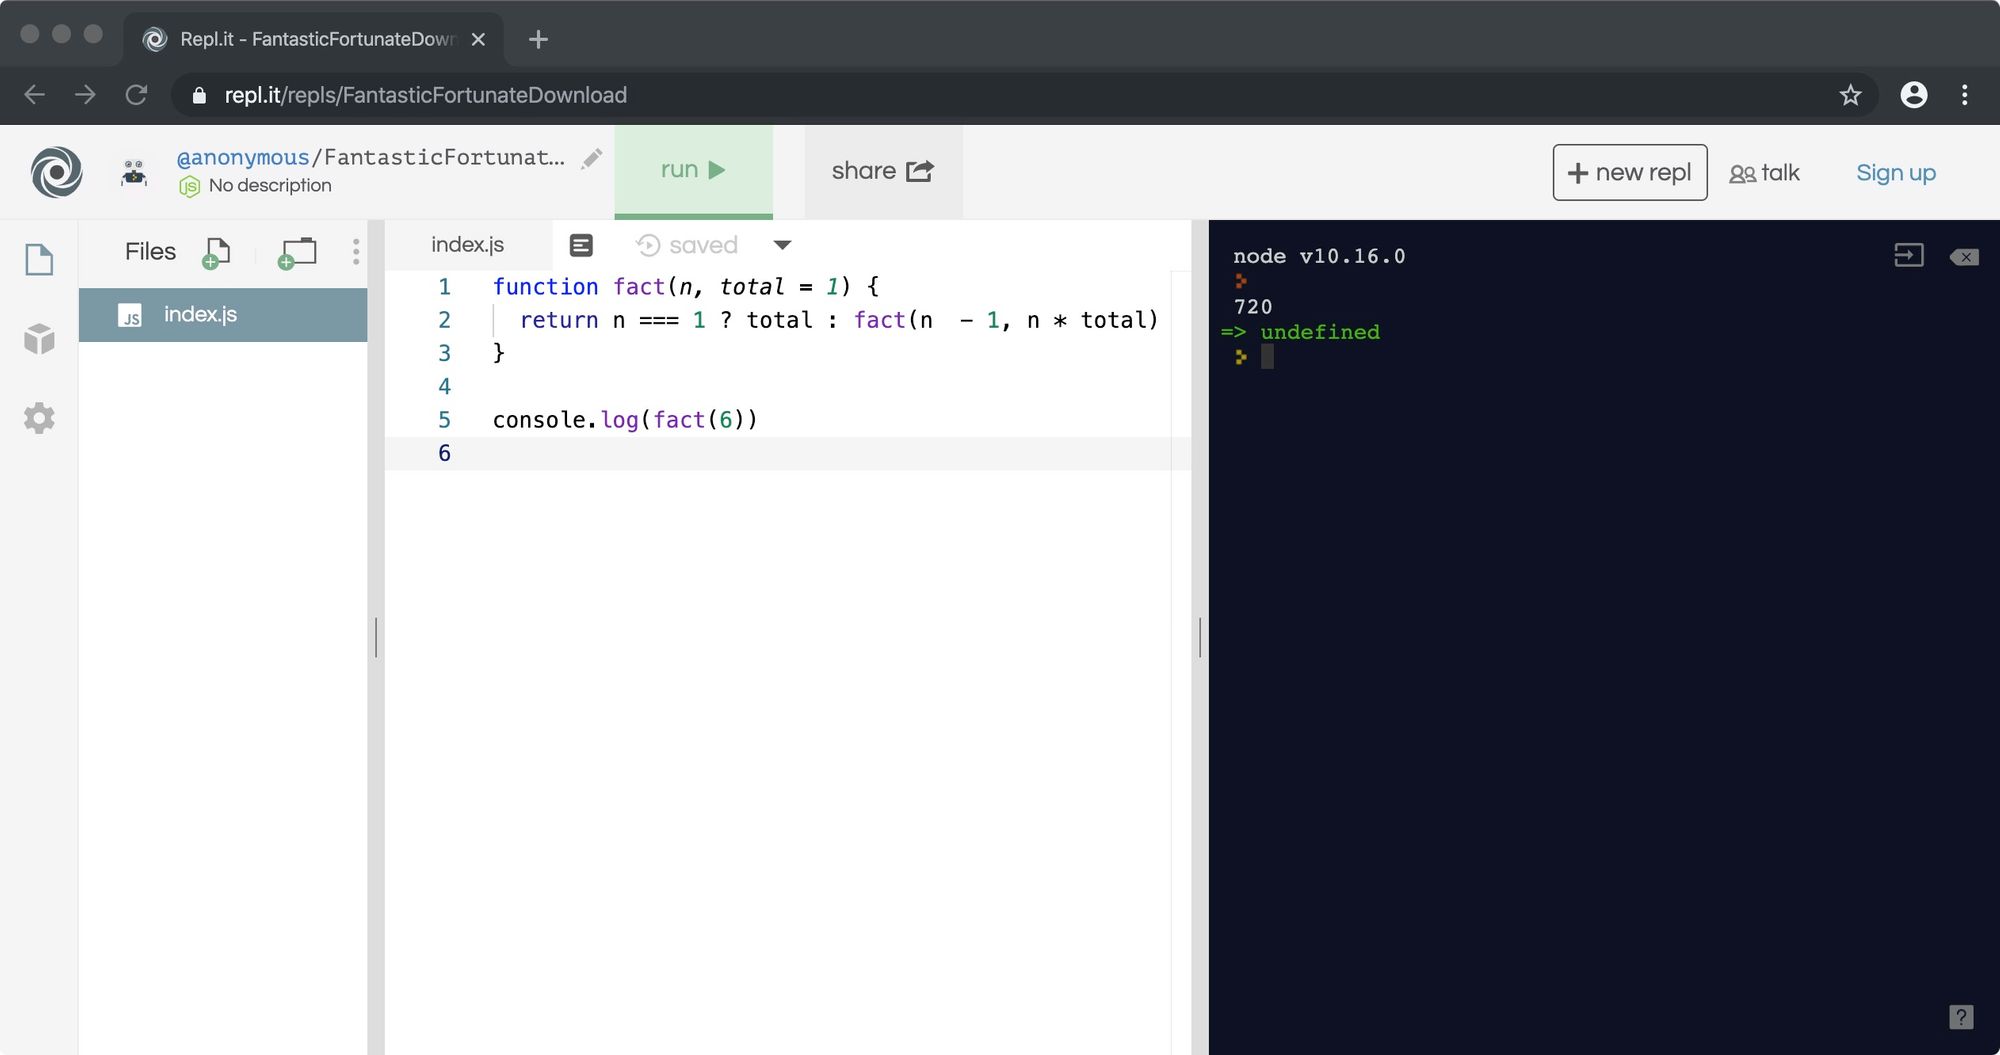 Repl.it - FantasticFortunateDown
repl.it/repls/FantasticFortunateDownload
@anonymous/FantasticFortunat...
No description
run
share
+ new repl
talk
Sign up
Files
JS index.js
index.js
saved
1 function fact(n, total = 1) {
2 return n === 1 ? total : fact(n  - 1, n * total)
3 }
4
5 console.log(fact(6))
6
node v10.16.0
720
=> undefined
?